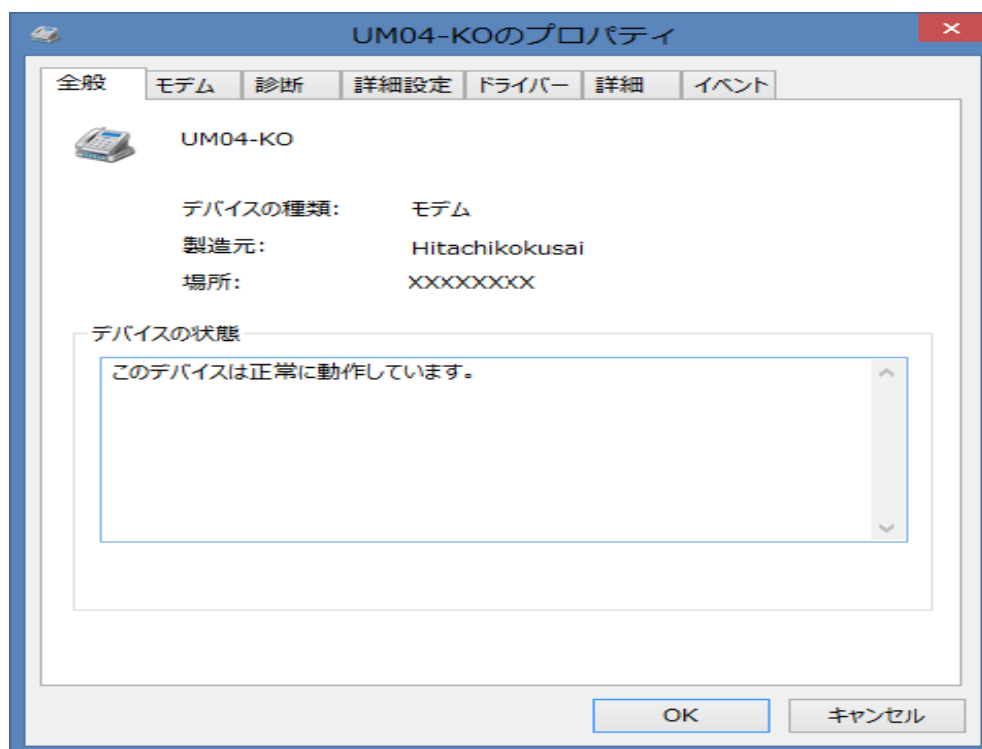 UM04-KOのプロパティ
全般 モデム 診断 詳細設定 ドライバー 詳細 イベント
UM04-KO
デバイスの種類: モデム
製造元: Hitachikokusai
場所: XXXXXXXX
デバイスの状態
このデバイスは正常に動作しています。
OK キャンセル